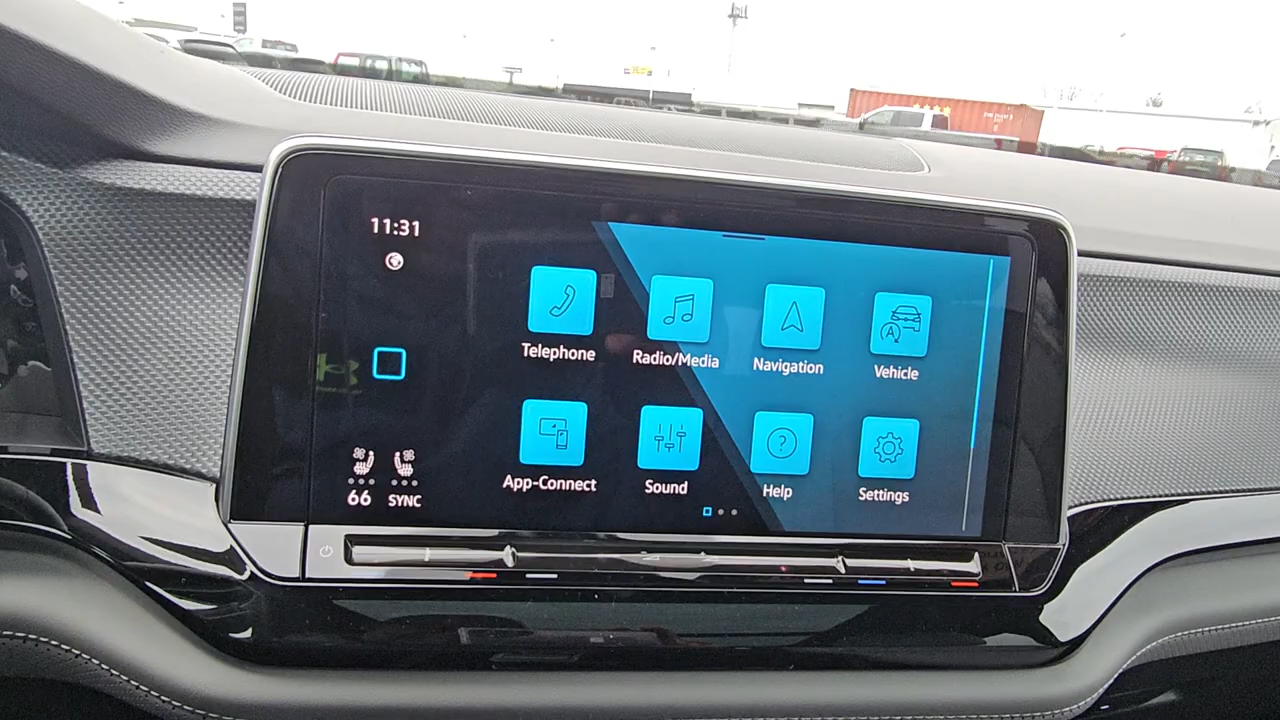 11:31
Telephone
Radio/Media
Navigation
Vehicle
A
App-Connect
Sound
?
Help
Settings
66
SYNC